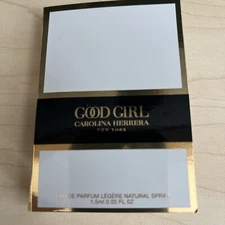 GOOD GIRL
CAROLINA HERRERA
NEW YORK
DE PARFUM LÉGÈRE NATURAL SPRAY
1.5ml 0.05 FL OZ